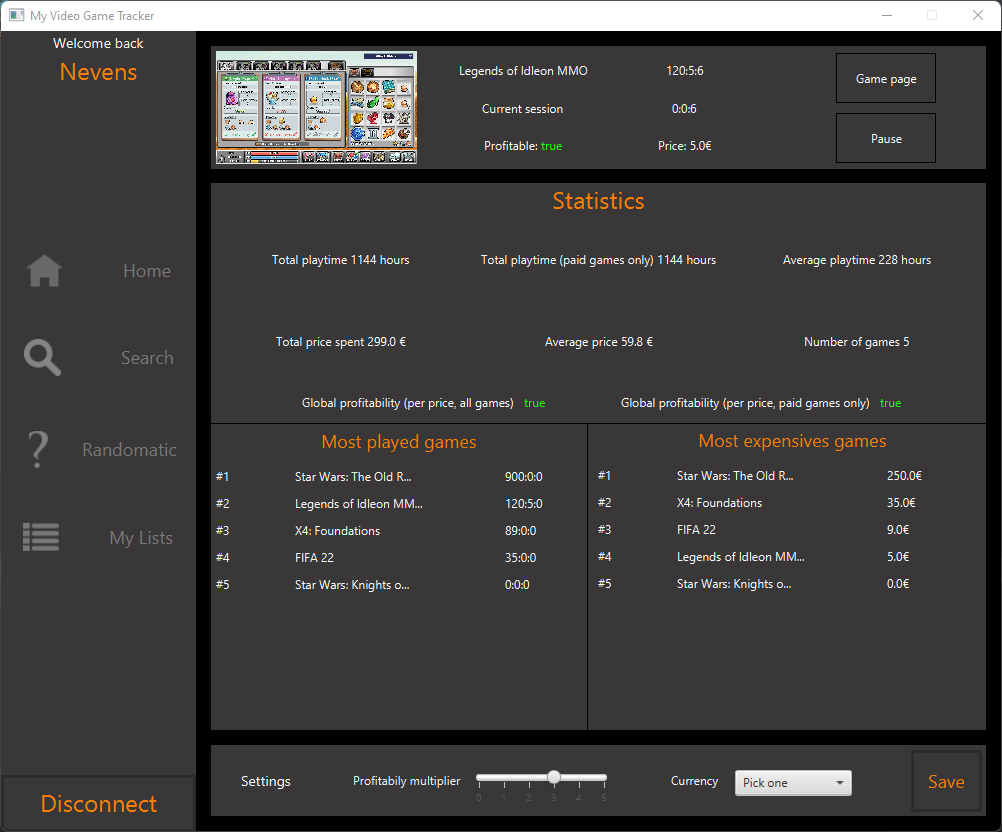 My Video Game Tracker
Welcome back
Nevens
Home
Search
Randomatic
My Lists
Disconnect
Legends of Idleon MMO 120:5:6
Current session 0:0:6
Profitable: true Price: 5.0€
Game page
Pause
Statistics
Total playtime 1144 hours Total playtime (paid games only) 1144 hours Average playtime 228 hours
Total price spent 299.0 € Average price 59.8 € Number of games 5
Global profitability (per price, all games) true Global profitability (per price, paid games only) true
Most played games
#1 Star Wars: The Old R... 900:0:0
#2 Legends of Idleon MM... 120:5:0
#3 X4: Foundations 89:0:0
#4 FIFA 22 35:0:0
#5 Star Wars: Knights o... 0:0:0
Most expensives games
#1 Star Wars: The Old R... 250.0€
#2 X4: Foundations 35.0€
#3 FIFA 22 9.0€
#4 Legends of Idleon MM... 5.0€
#5 Star Wars: Knights o... 0.0€
Settings Profitabily multiplier Currency Pick one Save
0 1 2 3 4 5